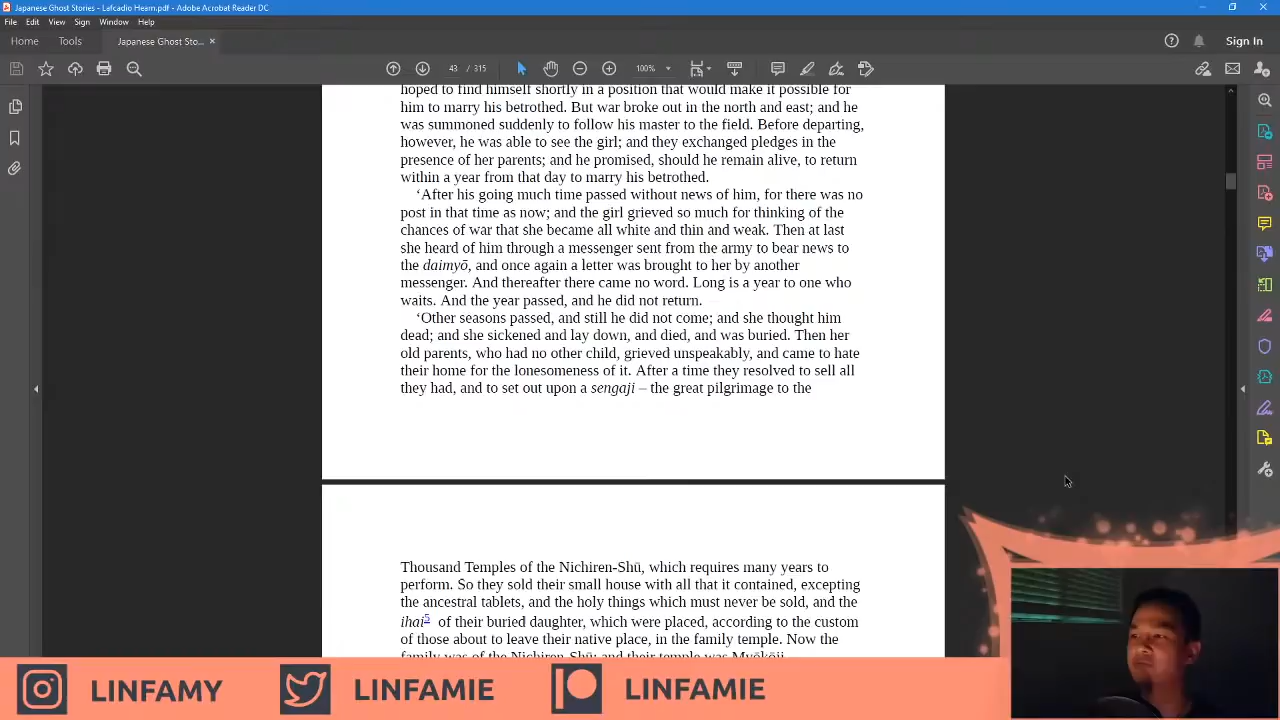 Japanese Ghost Stories - Lafcadio Hearn.pdf - Adobe Acrobat Reader DC
File Edit View Sign Window Help
Home Tools Japanese Ghost Sto... × Sign In
43 / 315 100%
hoped to find himself shortly in a position that would make it possible for
him to marry his betrothed. But war broke out in the north and east; and he
was summoned suddenly to follow his master to the field. Before departing,
however, he was able to see the girl; and they exchanged pledges in the
presence of her parents; and he promised, should he remain alive, to return
within a year from that day to marry his betrothed.
‘After his going much time passed without news of him, for there was no
post in that time as now; and the girl grieved so much for thinking of the
chances of war that she became all white and thin and weak. Then at last
she heard of him through a messenger sent from the army to bear news to
the daimyō, and once again a letter was brought to her by another
messenger. And thereafter there came no word. Long is a year to one who
waits. And the year passed, and he did not return.
‘Other seasons passed, and still he did not come; and she thought him
dead; and she sickened and lay down, and died, and was buried. Then her
old parents, who had no other child, grieved unspeakably, and came to hate
their home for the lonesomeness of it. After a time they resolved to sell all
they had, and to set out upon a sengaji – the great pilgrimage to the
Thousand Temples of the Nichiren-Shū, which requires many years to
perform. So they sold their small house with all that it contained, excepting
the ancestral tablets, and the holy things which must never be sold, and the
ihai5 of their buried daughter, which were placed, according to the custom
of those about to leave their native place, in the family temple. Now the
family was of the Nichiren-Shū; and their temple was Myōkōji.
LINFAMY LINFAMIE LINFAMIE